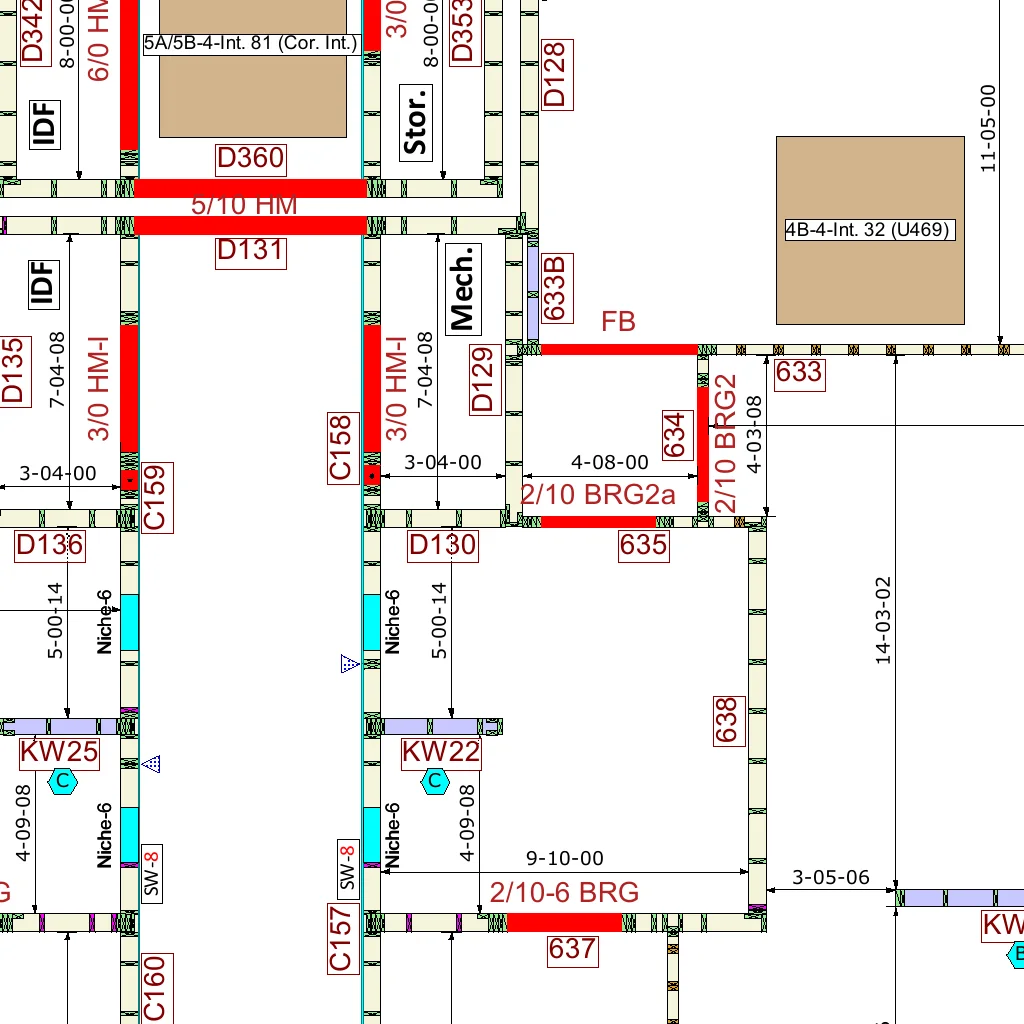 D342
8-00-00
6/0 HM
5A/5B-4-Int. 81 (Cor. Int.)
3/0
8-00-00
D353
D128
11-05-00
IDF
Stor.
D360
5/10 HM
D131
4B-4-Int. 32 (U469)
IDF
Mech.
633B
FB
D135
7-04-08
3/0 HM-I
3/0 HM-I
7-04-08
D129
633
634
2/10 BRG2
4-03-08
3-04-00
C159
C158
3-04-00
4-08-00
2/10 BRG2a
D136
D130
635
5-00-14
Niche-6
Niche-6
5-00-14
14-03-02
638
KW25
KW22
C
C
4-09-08
Niche-6
SW-8
SW-8
Niche-6
4-09-08
9-10-00
3-05-06
G
2/10-6 BRG
637
C157
C160
KW